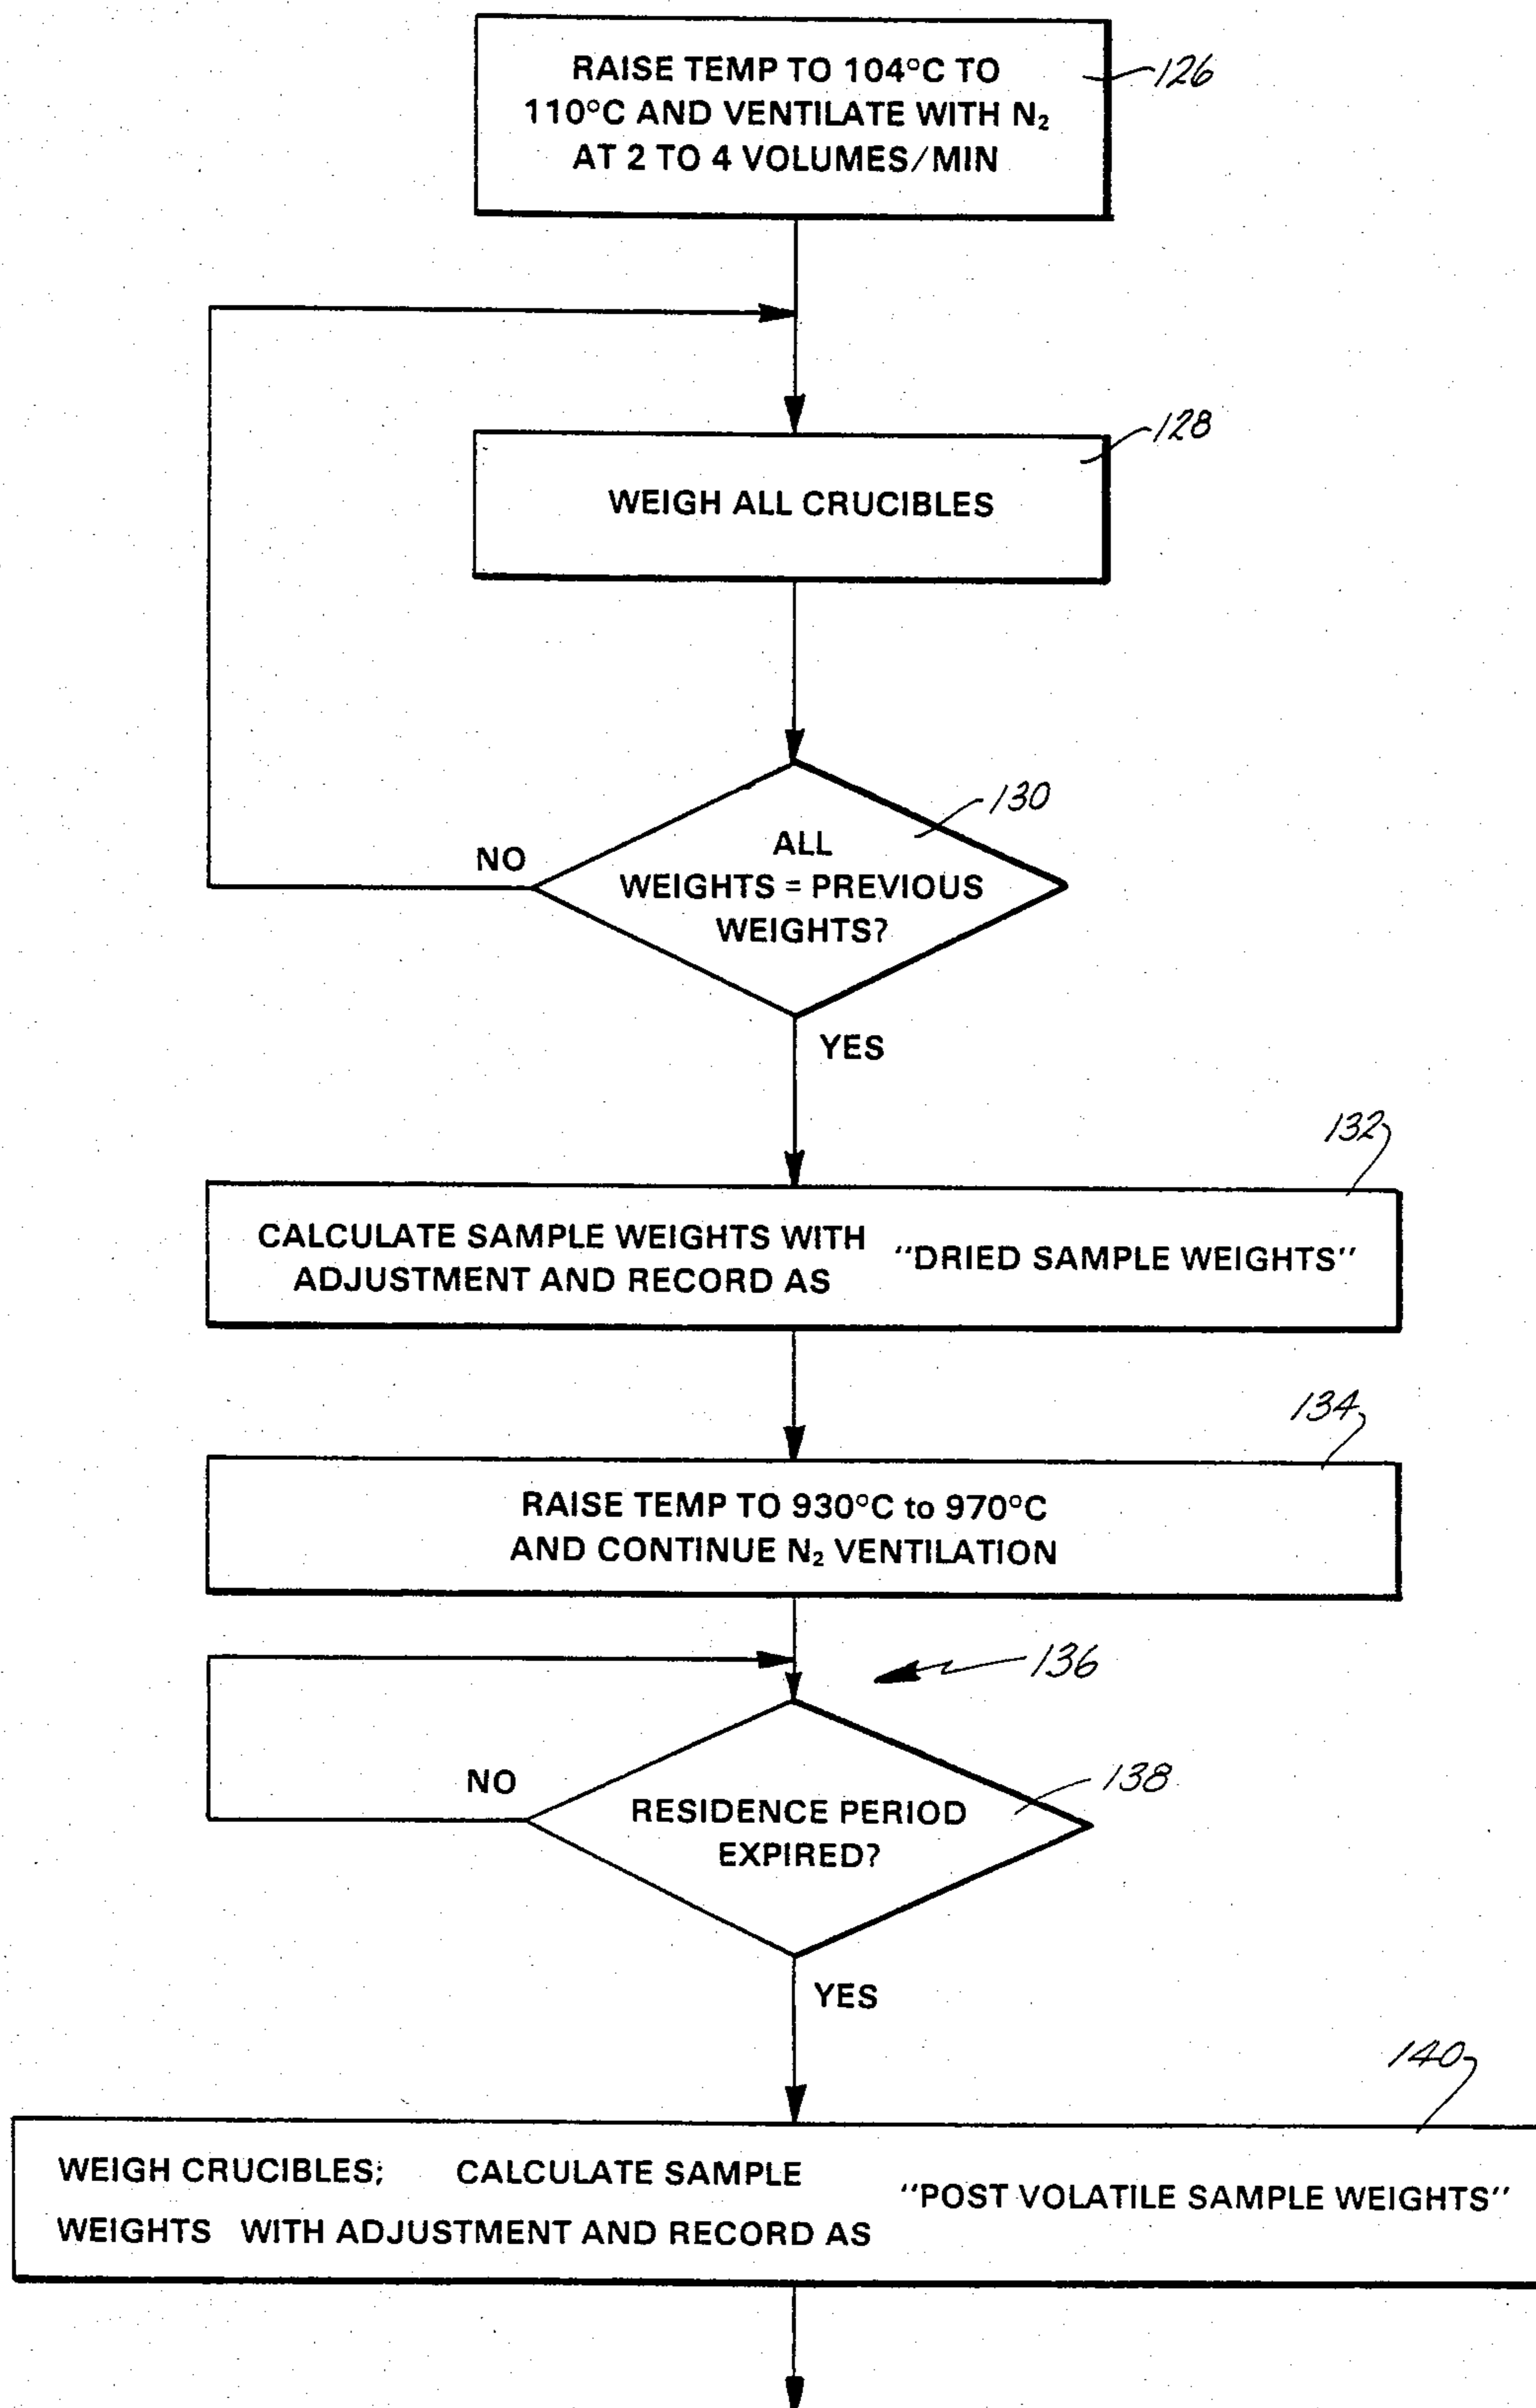 RAISE TEMP TO 104°C TO
110°C AND VENTILATE WITH N₂
AT 2 TO 4 VOLUMES/MIN
126
WEIGH ALL CRUCIBLES
128
130
ALL
WEIGHTS = PREVIOUS
WEIGHTS?
NO
YES
132
CALCULATE SAMPLE WEIGHTS WITH
ADJUSTMENT AND RECORD AS
"DRIED SAMPLE WEIGHTS"
134
RAISE TEMP TO 930°C to 970°C
AND CONTINUE N₂ VENTILATION
136
138
NO
RESIDENCE PERIOD
EXPIRED?
YES
140
WEIGH CRUCIBLES; CALCULATE SAMPLE
WEIGHTS WITH ADJUSTMENT AND RECORD AS
"POST VOLATILE SAMPLE WEIGHTS"